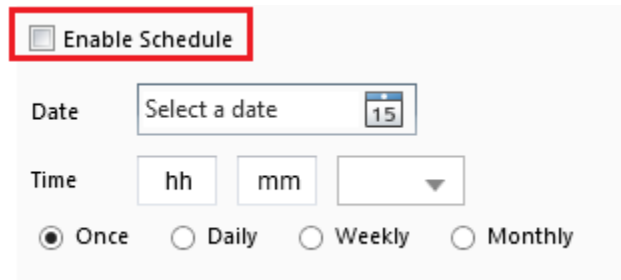 Enable Schedule
Date Select a date 15
Time hh mm
Once Daily Weekly Monthly